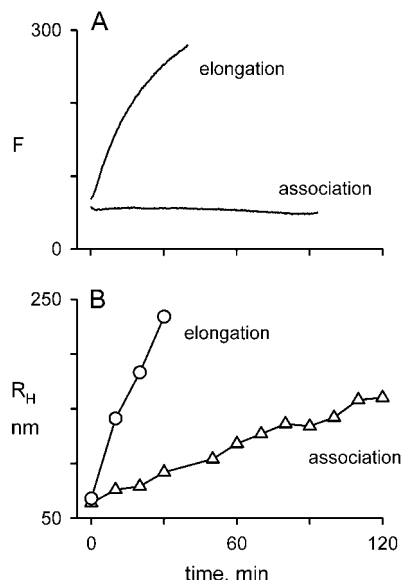 A
300
elongation
F
association
0
B
250
elongation
R_H
nm
association
50
0 60 120
time, min